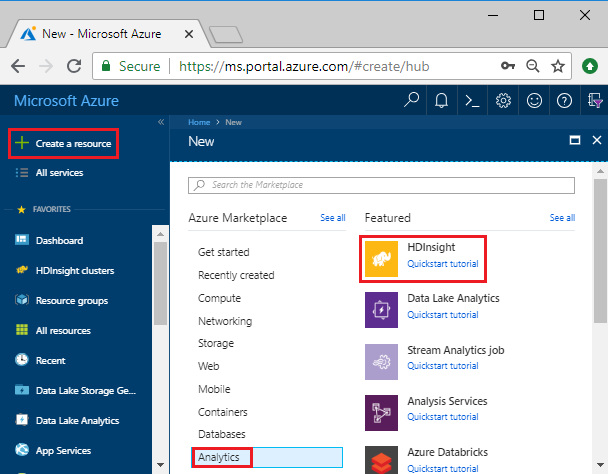 New - Microsoft Azure
Secure https://ms.portal.azure.com/#create/hub
Microsoft Azure
Create a resource
All services
FAVORITES
Dashboard
HDInsight clusters
Resource groups
All resources
Recent
Data Lake Storage Ge...
Data Lake Analytics
App Services
Home > New
New
Search the Marketplace
Azure Marketplace See all
Get started
Recently created
Compute
Networking
Storage
Web
Mobile
Containers
Databases
Analytics
Featured See all
HDInsight
Quickstart tutorial
Data Lake Analytics
Quickstart tutorial
Stream Analytics job
Quickstart tutorial
Analysis Services
Quickstart tutorial
Azure Databricks
Quickstart tutorial